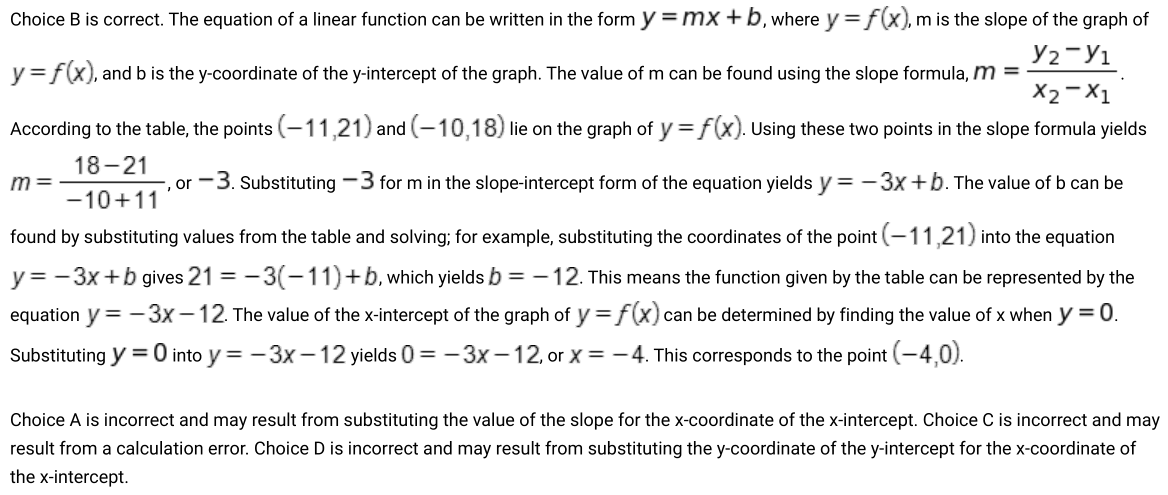 Choice B is correct. The equation of a linear function can be written in the form y = mx + b, where y = f(x), m is the slope of the graph of
y = f(x), and b is the y-coordinate of the y-intercept of the graph. The value of m can be found using the slope formula, m = (y₂ − y₁)/(x₂ − x₁).
According to the table, the points (−11,21) and (−10,18) lie on the graph of y = f(x). Using these two points in the slope formula yields
m = (18 − 21)/(−10 + 11), or −3. Substituting −3 for m in the slope-intercept form of the equation yields y = −3x + b. The value of b can be
found by substituting values from the table and solving; for example, substituting the coordinates of the point (−11,21) into the equation
y = −3x + b gives 21 = −3(−11) + b, which yields b = −12. This means the function given by the table can be represented by the
equation y = −3x − 12. The value of the x-intercept of the graph of y = f(x) can be determined by finding the value of x when y = 0.
Substituting y = 0 into y = −3x − 12 yields 0 = −3x − 12, or x = −4. This corresponds to the point (−4,0).
Choice A is incorrect and may result from substituting the value of the slope for the x-coordinate of the x-intercept. Choice C is incorrect and may
result from a calculation error. Choice D is incorrect and may result from substituting the y-coordinate of the y-intercept for the x-coordinate of
the x-intercept.